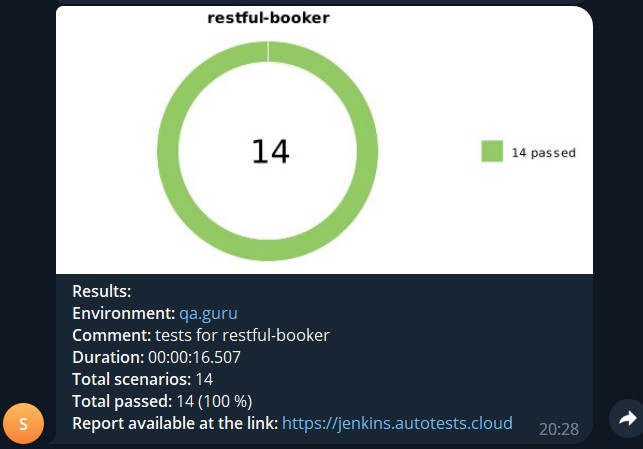 restful-booker
14
14 passed
Results:
Environment: qa.guru
Comment: tests for restful-booker
Duration: 00:00:16.507
Total scenarios: 14
Total passed: 14 (100 %)
Report available at the link: https://jenkins.autotests.cloud
20:28
S